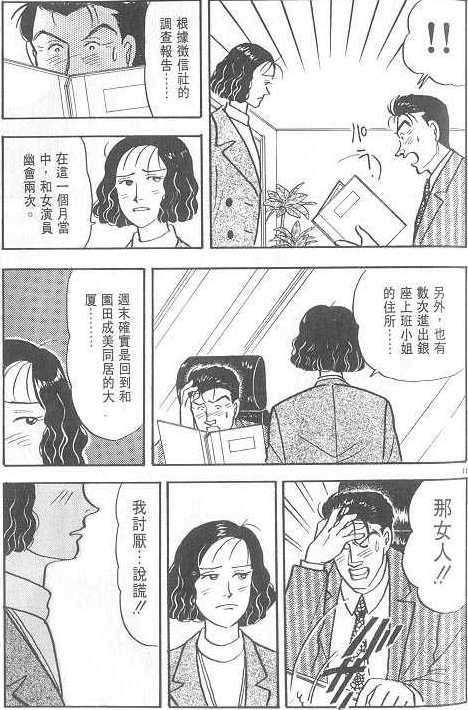 !!
根據徵信社的
調查報告……
在這一個月當
中，和女演員
幽會兩次。
另外，也有
數次進出銀
座上班小姐
的住所……
週末確實是回到和
園田成美同居的大
廈………
那女人!!
我討厭…說謊!!